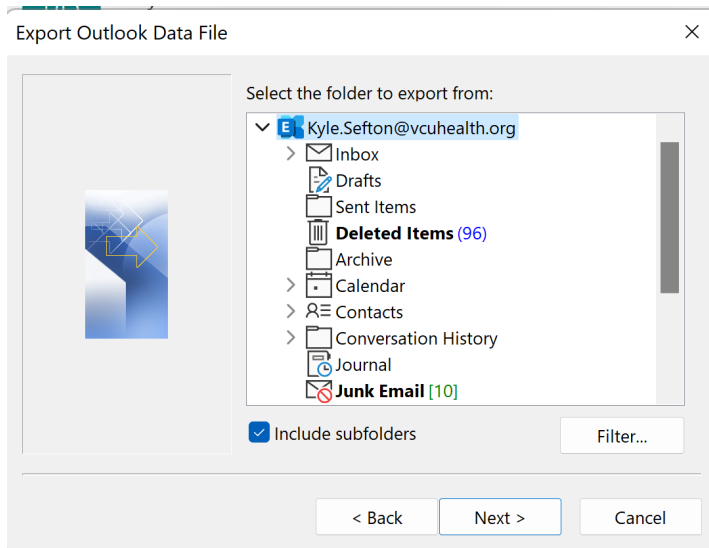 Export Outlook Data File
Select the folder to export from:
Kyle.Sefton@vcuhealth.org
Inbox
Drafts
Sent Items
Deleted Items (96)
Archive
Calendar
Contacts
Conversation History
Journal
Junk Email [10]
Include subfolders
Filter...
< Back
Next >
Cancel